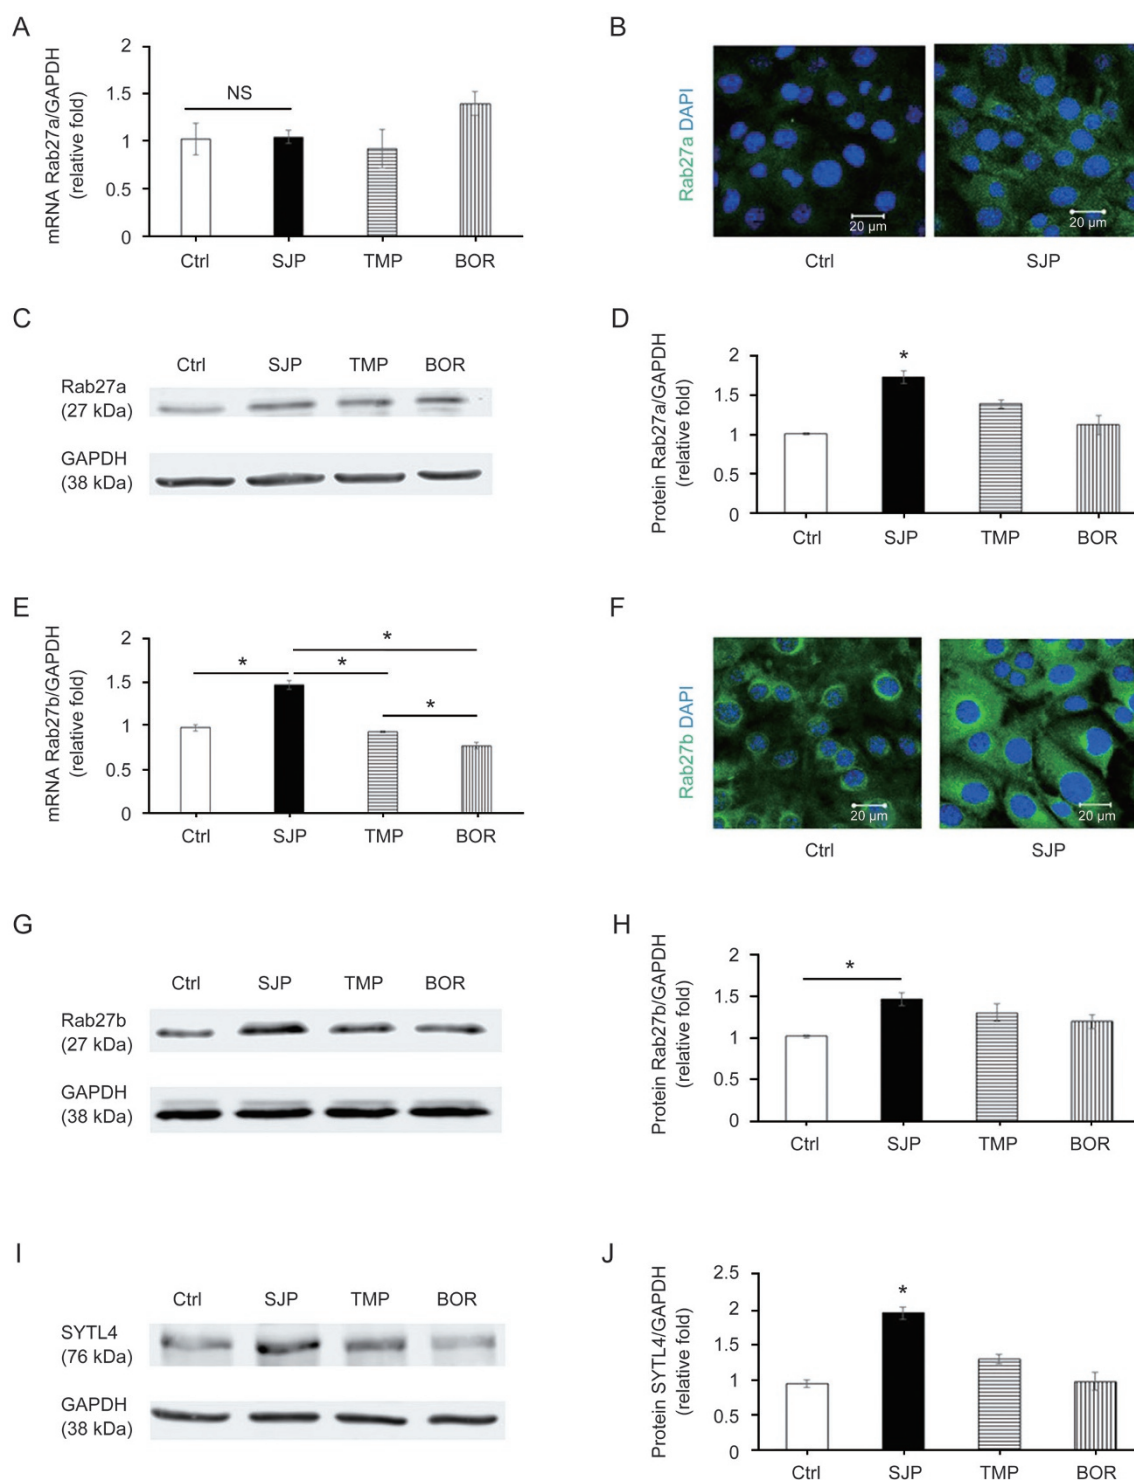 A
mRNA Rab27a/GAPDH
(relative fold)
2
1.5
1
0.5
0
NS
Ctrl SJP TMP BOR
B
Rab27a DAPI
20 µm
20 µm
Ctrl SJP
C
Ctrl SJP TMP BOR
Rab27a
(27 kDa)
GAPDH
(38 kDa)
D
Protein Rab27a/GAPDH
(relative fold)
2
1.5
1
0.5
0
*
Ctrl SJP TMP BOR
E
mRNA Rab27b/GAPDH
(relative fold)
2
1.5
1
0.5
0
*
* *
*
Ctrl SJP TMP BOR
F
Rab27b DAPI
20 µm
20 µm
Ctrl SJP
G
Ctrl SJP TMP BOR
Rab27b
(27 kDa)
GAPDH
(38 kDa)
H
Protein Rab27b/GAPDH
(relative fold)
2
1.5
1
0.5
0
*
Ctrl SJP TMP BOR
I
Ctrl SJP TMP BOR
SYTL4
(76 kDa)
GAPDH
(38 kDa)
J
Protein SYTL4/GAPDH
(relative fold)
2.5
2
1.5
1
0.5
0
*
Ctrl SJP TMP BOR